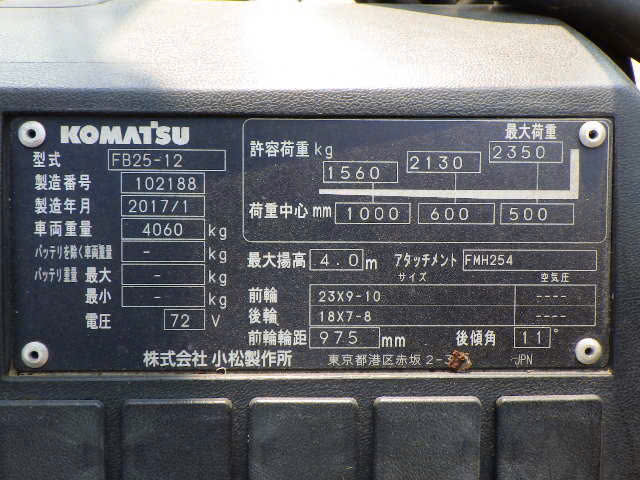 KOMATSU
型式 FB25-12
製造番号 102188
製造年月 2017/1
車両重量 4060 kg
バッテリを除く車両重量 - kg
バッテリ重量 最大 - kg
最小 - kg
電圧 72 V
最大荷重
許容荷重 kg 1560 2130 2350
荷重中心 mm 1000 600 500
最大揚高 4.0 m アタッチメント FMH254
サイズ 空気圧
前輪 23X9-10 ----
後輪 18X7-8 ----
前輪輪距 975 mm 後傾角 11°
株式会社 小松製作所 東京都港区赤坂 2-3 JPN